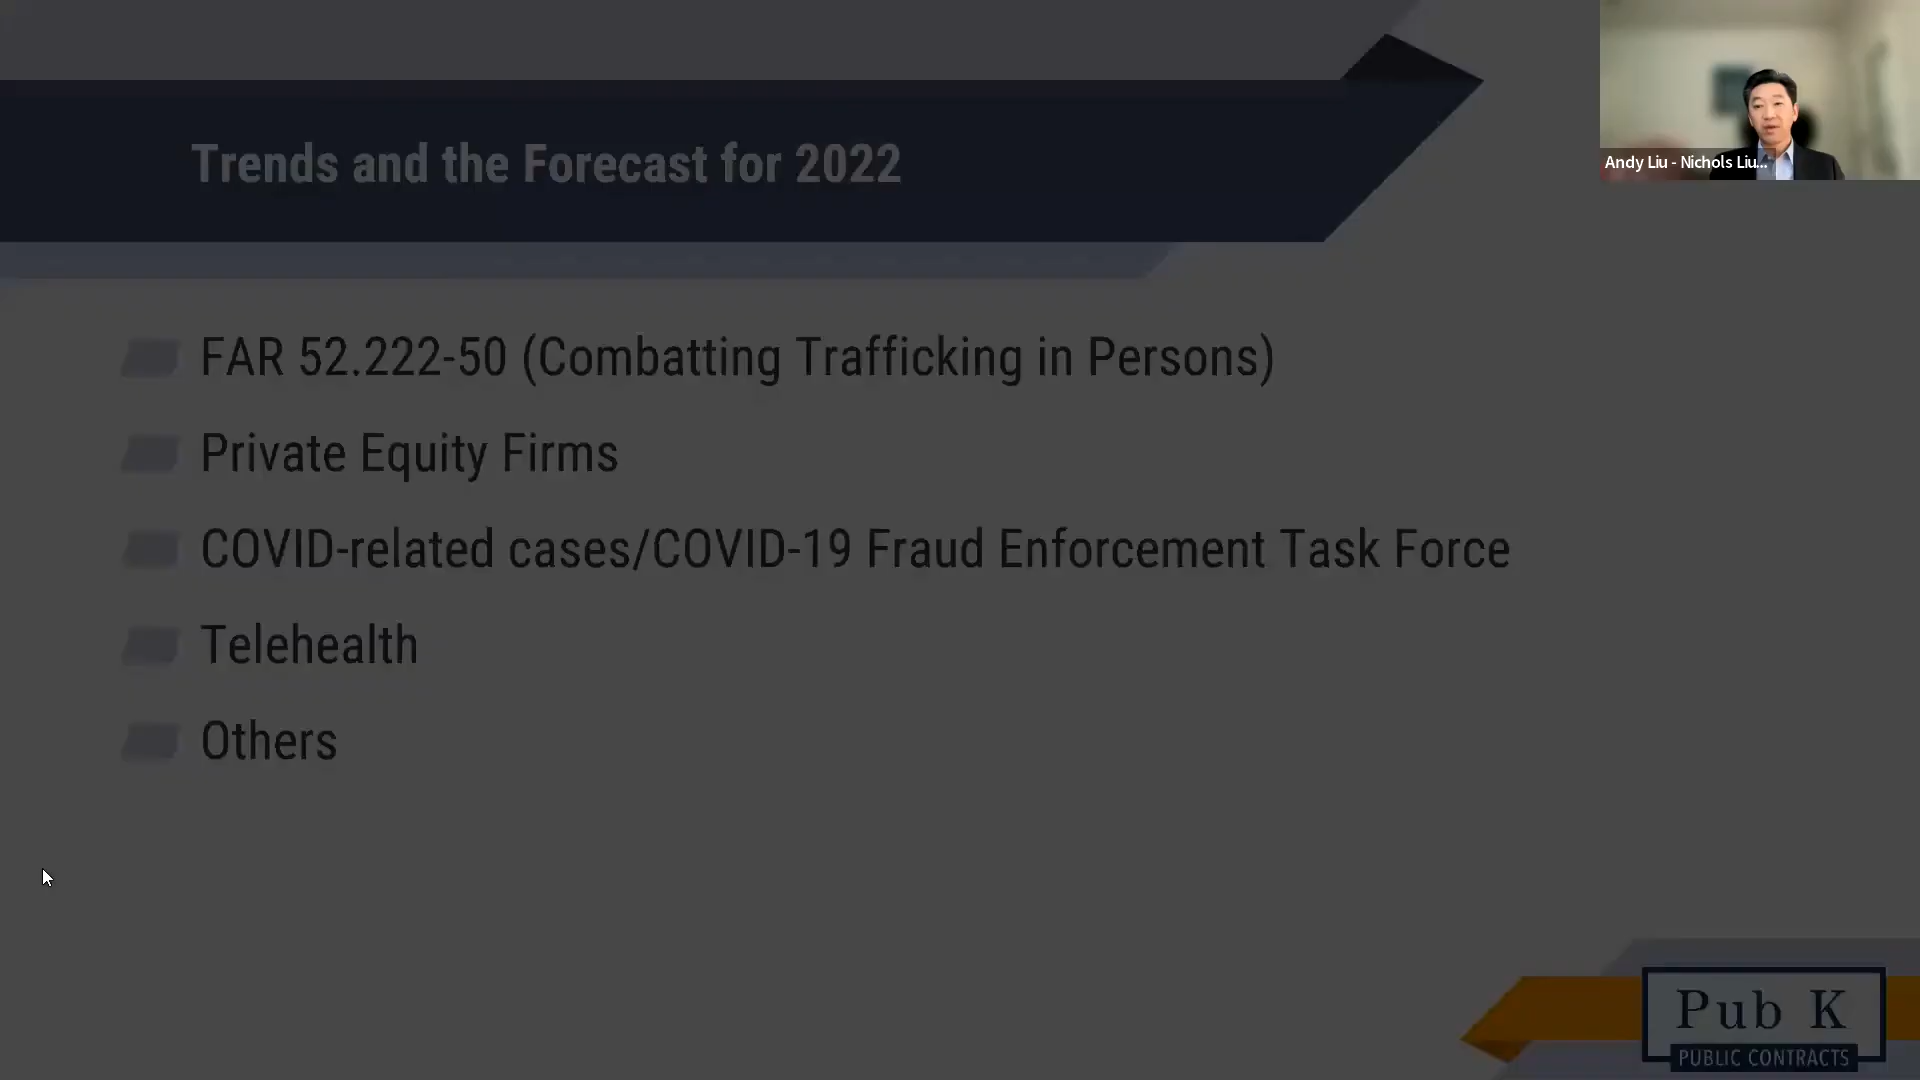 Trends and the Forecast for 2022
Andy Liu - Nichols Liu...
FAR 52.222-50 (Combatting Trafficking in Persons)
Private Equity Firms
COVID-related cases/COVID-19 Fraud Enforcement Task Force
Telehealth
Others
Pub K
PUBLIC CONTRACTS